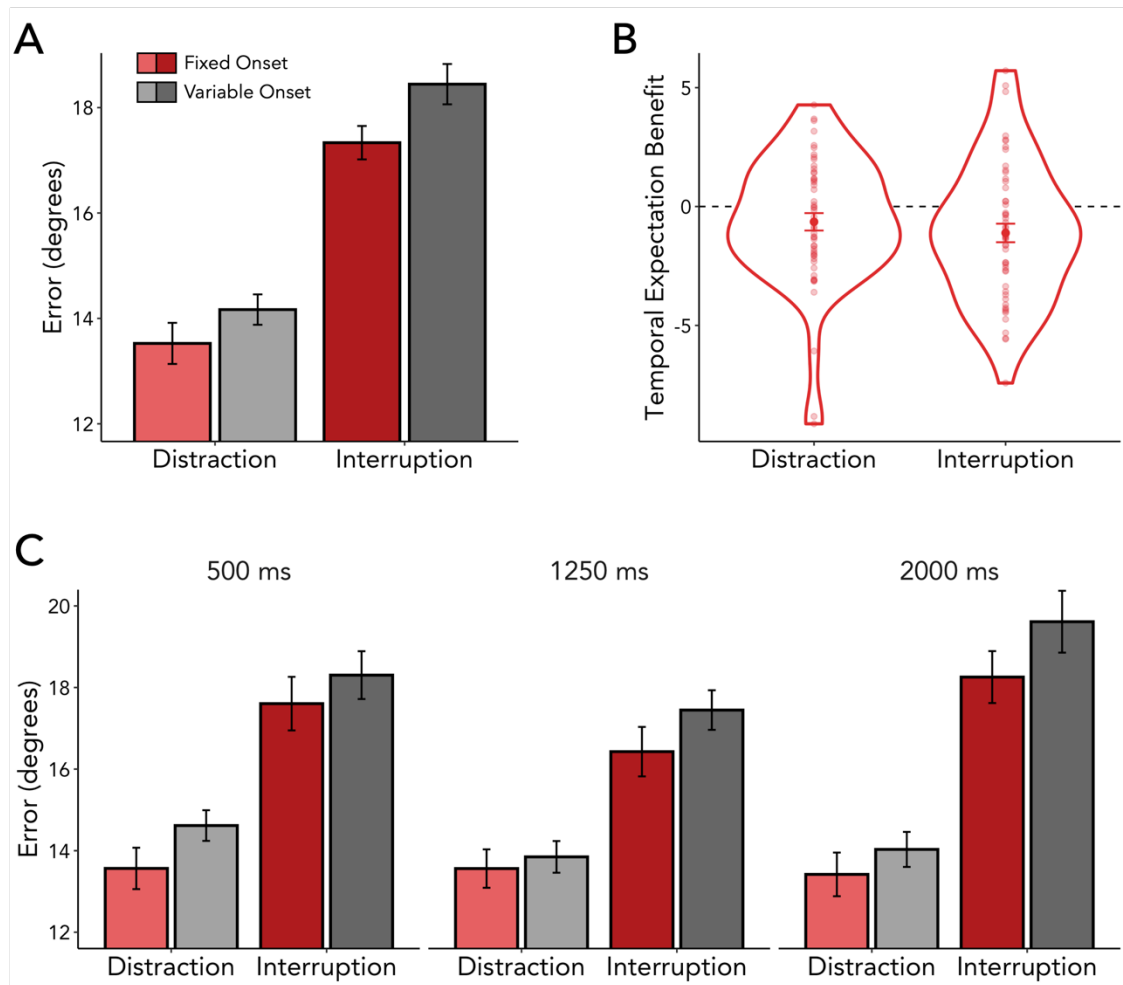 A
Fixed Onset
Variable Onset
Error (degrees)
18
16
14
12
Distraction Interruption
B
Temporal Expectation Benefit
5
0
-5
Distraction Interruption
C
500 ms 1250 ms 2000 ms
Error (degrees)
20
18
16
14
12
Distraction Interruption Distraction Interruption Distraction Interruption